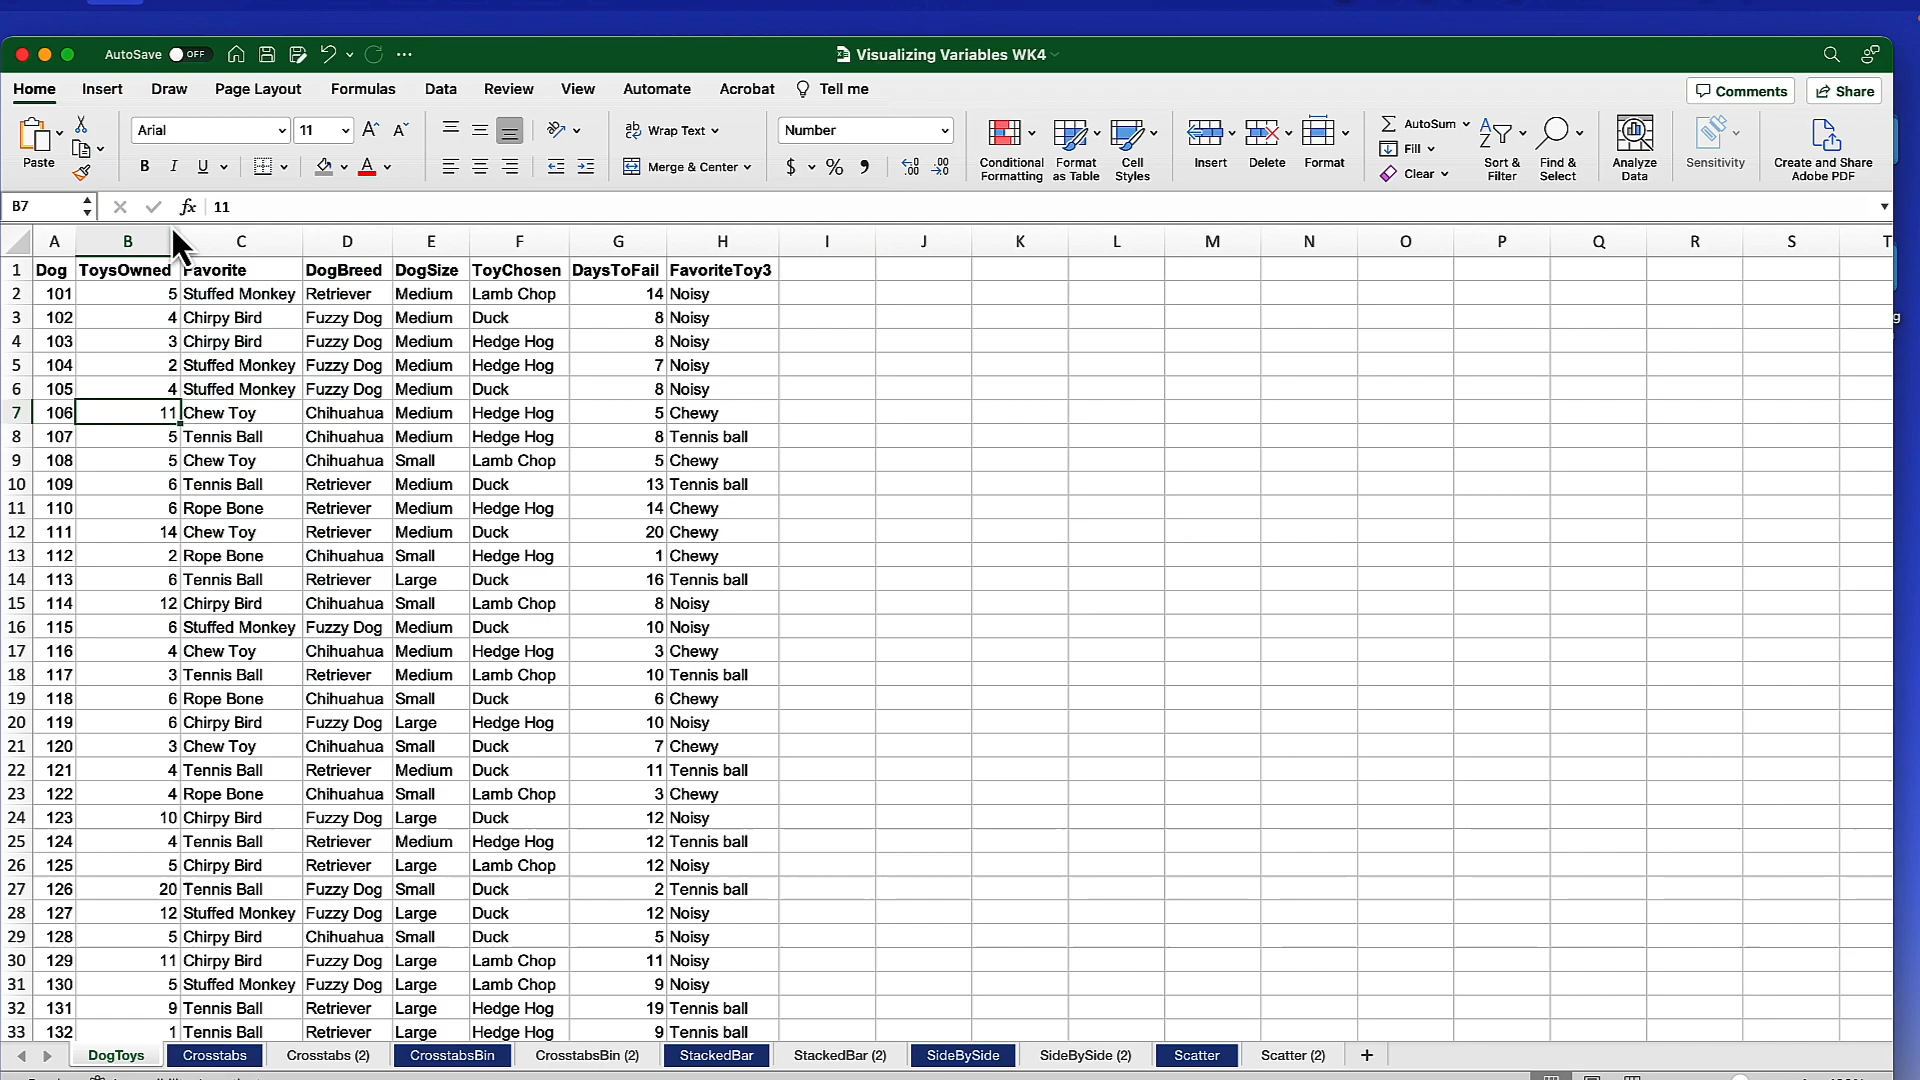 AutoSave OFF Visualizing Variables WK4
Home Insert Draw Page Layout Formulas Data Review View Automate Acrobat Tell me Comments Share
Paste Arial 11 Wrap Text Number Conditional Formatting Format as Table Cell Styles Insert Delete Format AutoSum Sort & Filter Find & Select Analyze Data Sensitivity Create and Share Adobe PDF
B I U Merge & Center $ % Fill
Clear
B7 fx 11
A B C D E F G H I J K L M N O P Q R S T
1 Dog ToysOwned Favorite DogBreed DogSize ToyChosen DaysToFail FavoriteToy3
2 101 5 Stuffed Monkey Retriever Medium Lamb Chop 14 Noisy
3 102 4 Chirpy Bird Fuzzy Dog Medium Duck 8 Noisy
4 103 3 Chirpy Bird Fuzzy Dog Medium Hedge Hog 8 Noisy
5 104 2 Stuffed Monkey Fuzzy Dog Medium Hedge Hog 7 Noisy
6 105 4 Stuffed Monkey Fuzzy Dog Medium Duck 8 Noisy
7 106 11 Chew Toy Chihuahua Medium Hedge Hog 5 Chewy
8 107 5 Tennis Ball Chihuahua Medium Hedge Hog 8 Tennis ball
9 108 5 Chew Toy Chihuahua Small Lamb Chop 5 Chewy
10 109 6 Tennis Ball Retriever Medium Duck 13 Tennis ball
11 110 6 Rope Bone Retriever Medium Hedge Hog 14 Chewy
12 111 14 Chew Toy Retriever Medium Duck 20 Chewy
13 112 2 Rope Bone Chihuahua Small Hedge Hog 1 Chewy
14 113 6 Tennis Ball Retriever Large Duck 16 Tennis ball
15 114 12 Chirpy Bird Chihuahua Small Lamb Chop 8 Noisy
16 115 6 Stuffed Monkey Fuzzy Dog Medium Duck 10 Noisy
17 116 4 Chew Toy Chihuahua Medium Hedge Hog 3 Chewy
18 117 3 Tennis Ball Retriever Medium Lamb Chop 10 Tennis ball
19 118 6 Rope Bone Chihuahua Small Duck 6 Chewy
20 119 6 Chirpy Bird Fuzzy Dog Large Hedge Hog 10 Noisy
21 120 3 Chew Toy Chihuahua Small Duck 7 Chewy
22 121 4 Tennis Ball Retriever Medium Duck 11 Tennis ball
23 122 4 Rope Bone Chihuahua Small Lamb Chop 3 Chewy
24 123 10 Chirpy Bird Fuzzy Dog Large Duck 12 Noisy
25 124 4 Tennis Ball Retriever Medium Hedge Hog 12 Tennis ball
26 125 5 Chirpy Bird Retriever Large Lamb Chop 12 Noisy
27 126 20 Tennis Ball Fuzzy Dog Small Duck 2 Tennis ball
28 127 12 Stuffed Monkey Fuzzy Dog Large Duck 12 Noisy
29 128 5 Chirpy Bird Chihuahua Small Duck 5 Noisy
30 129 11 Chirpy Bird Fuzzy Dog Large Lamb Chop 11 Noisy
31 130 5 Stuffed Monkey Fuzzy Dog Large Lamb Chop 9 Noisy
32 131 9 Tennis Ball Retriever Large Hedge Hog 19 Tennis ball
33 132 1 Tennis Ball Retriever Large Hedge Hog 9 Tennis ball
DogToys Crosstabs Crosstabs (2) CrosstabsBin CrosstabsBin (2) StackedBar StackedBar (2) SideBySide SideBySide (2) Scatter Scatter (2) +